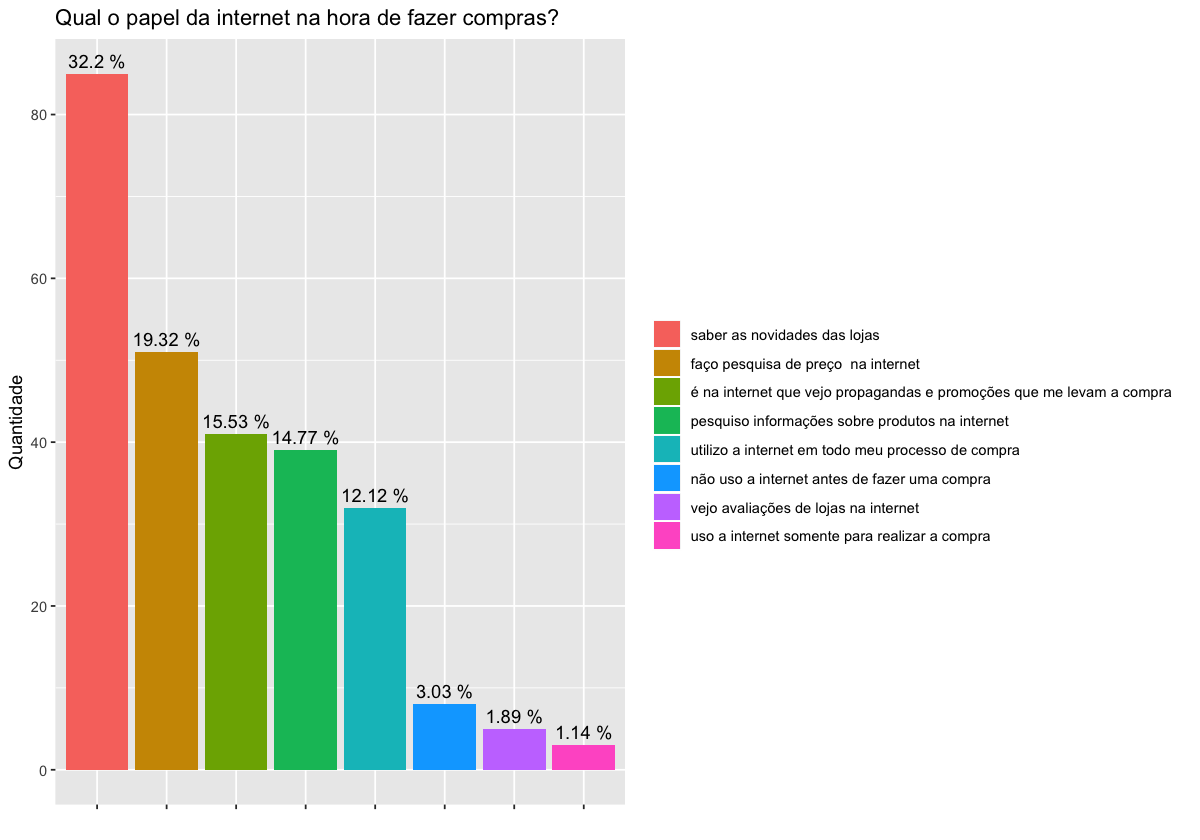 Qual o papel da internet na hora de fazer compras?
Quantidade
80
60
40
20
0
32.2 %
19.32 %
15.53 %
14.77 %
12.12 %
3.03 %
1.89 %
1.14 %
saber as novidades das lojas
faço pesquisa de preço  na internet
é na internet que vejo propagandas e promoções que me levam a compra
pesquiso informações sobre produtos na internet
utilizo a internet em todo meu processo de compra
não uso a internet antes de fazer uma compra
vejo avaliações de lojas na internet
uso a internet somente para realizar a compra